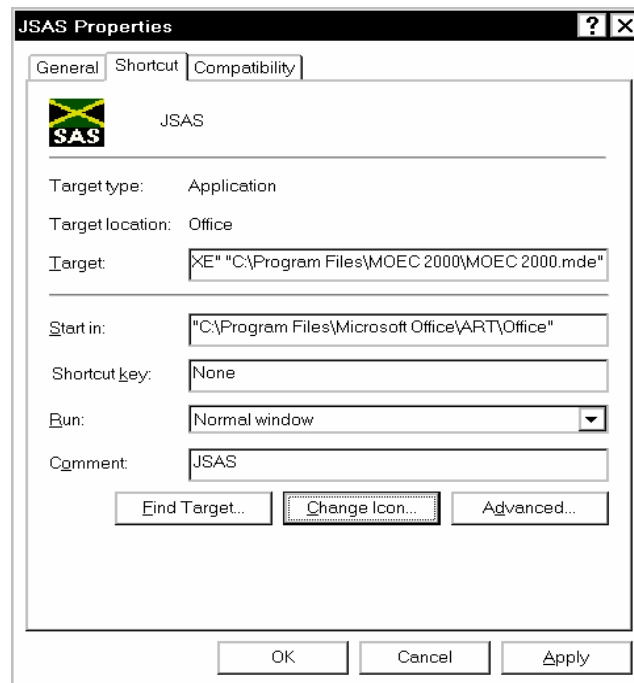 JSAS Properties ? X
General Shortcut Compatibility
SAS JSAS
Target type: Application
Target location: Office
Target: XE" "C:\Program Files\MOEC 2000\MOEC 2000.mde"
Start in: "C:\Program Files\Microsoft Office\ART\Office"
Shortcut key: None
Run: Normal window
Comment: JSAS
Find Target... Change Icon... Advanced...
OK Cancel Apply